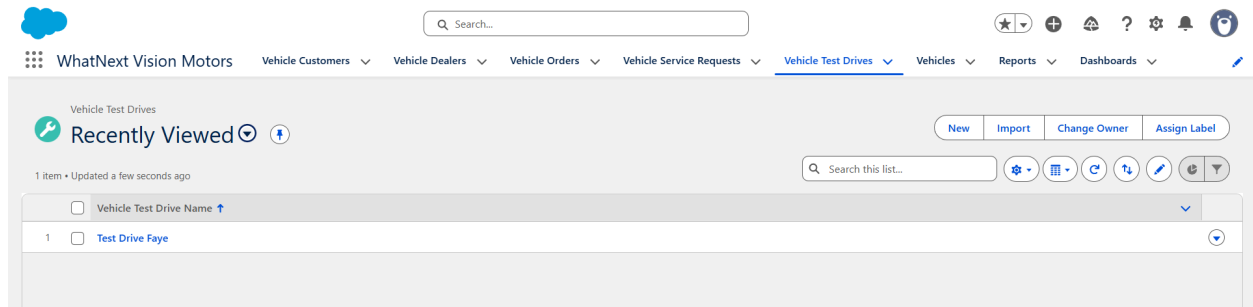 Search...
WhatNext Vision Motors Vehicle Customers Vehicle Dealers Vehicle Orders Vehicle Service Requests Vehicle Test Drives Vehicles Reports Dashboards
Vehicle Test Drives
Recently Viewed
New Import Change Owner Assign Label
1 item • Updated a few seconds ago
Search this list...
Vehicle Test Drive Name
1 Test Drive Faye